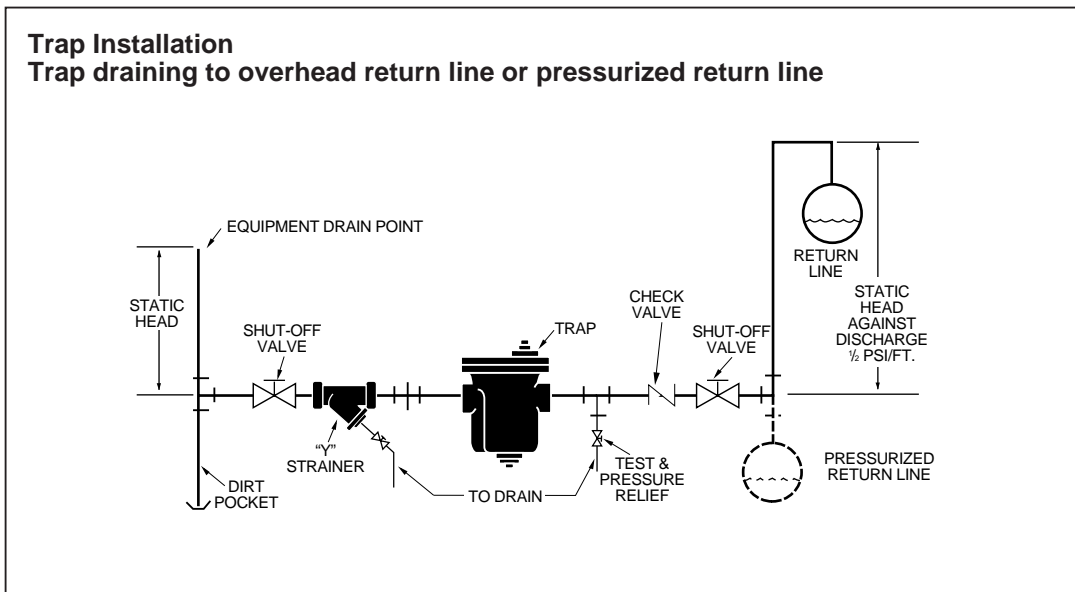 Trap Installation
Trap draining to overhead return line or pressurized return line
EQUIPMENT DRAIN POINT
STATIC
HEAD
SHUT-OFF
VALVE
"Y"
STRAINER
DIRT
POCKET
TRAP
TO DRAIN
TEST &
PRESSURE
RELIEF
CHECK
VALVE
SHUT-OFF
VALVE
RETURN
LINE
STATIC
HEAD
AGAINST
DISCHARGE
½ PSI/FT.
PRESSURIZED
RETURN LINE